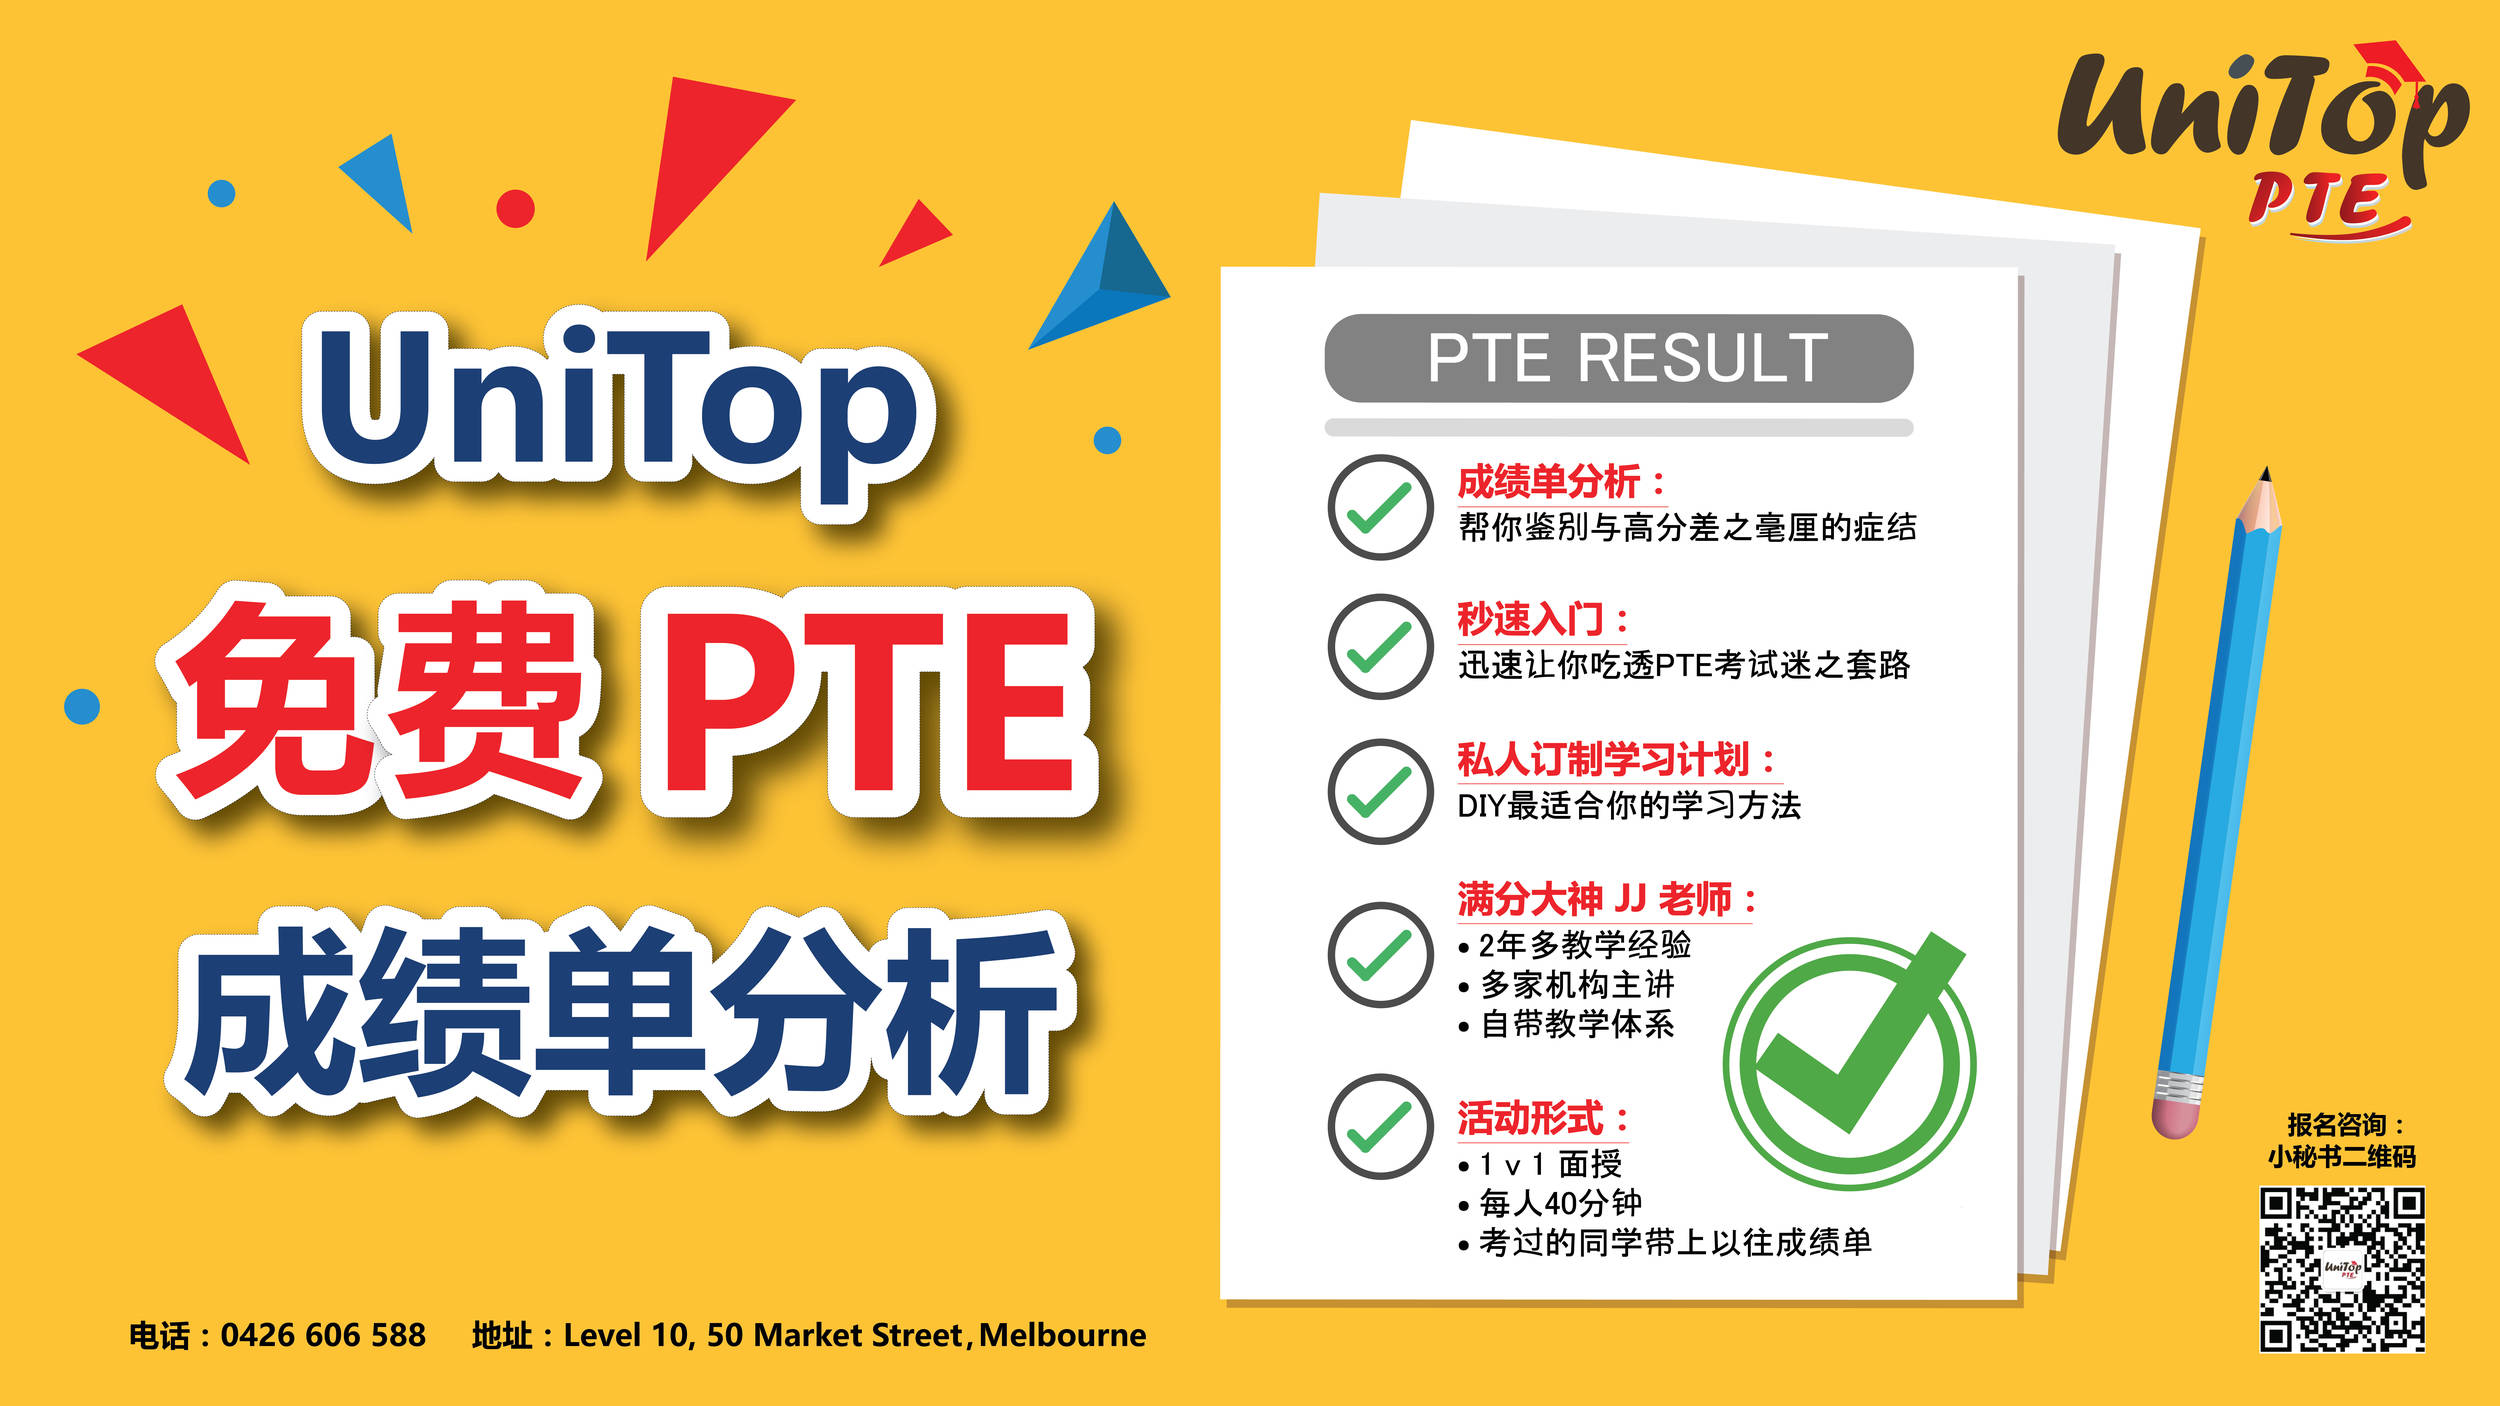 UniTop
PTE
UniTop
免费 PTE
成绩单分析
PTE RESULT
成绩单分析：
帮你鉴别与高分差之毫厘的症结
秒速入门：
迅速让你吃透PTE考试迷之套路
私人订制学习计划：
DIY最适合你的学习方法
满分大神 JJ 老师：
• 2年多教学经验
• 多家机构主讲
• 自带教学体系
活动形式：
• 1 v 1 面授
• 每人40分钟
• 考过的同学带上以往成绩单
报名咨询：
小秘书二维码
UniTop
PTE
电话：0426 606 588 地址：Level 10, 50 Market Street, Melbourne